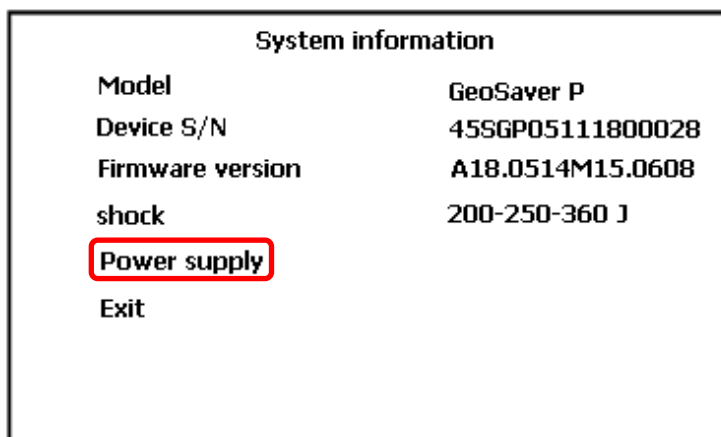 System information
Model GeoSaver P
Device S/N 45SGP05111800028
Firmware version A18.0514M15.0608
shock 200-250-360 J
Power supply
Exit